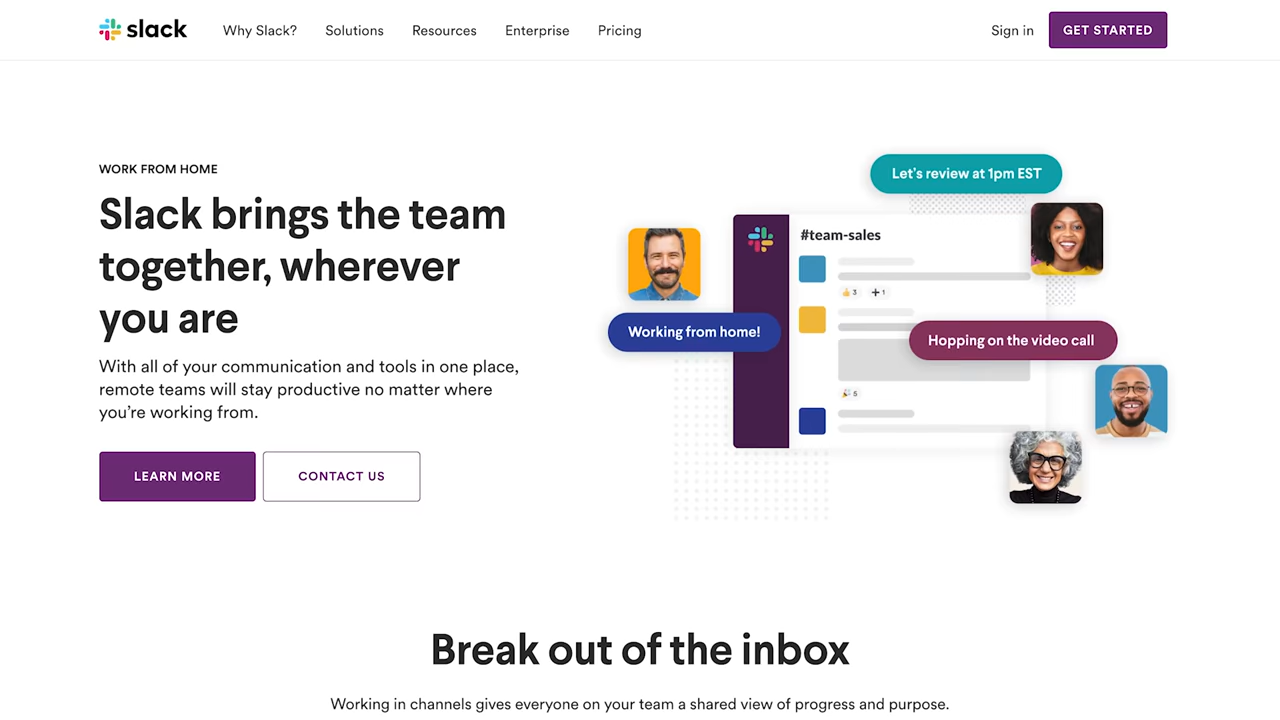 slack
Why Slack?
Solutions
Resources
Enterprise
Pricing
Sign in
GET STARTED
WORK FROM HOME
Slack brings the team
together, wherever
you are
With all of your communication and tools in one place,
remote teams will stay productive no matter where
you’re working from.
LEARN MORE
CONTACT US
Let’s review at 1pm EST
#team-sales
3
1
Working from home!
Hopping on the video call
5
Break out of the inbox
Working in channels gives everyone on your team a shared view of progress and purpose.